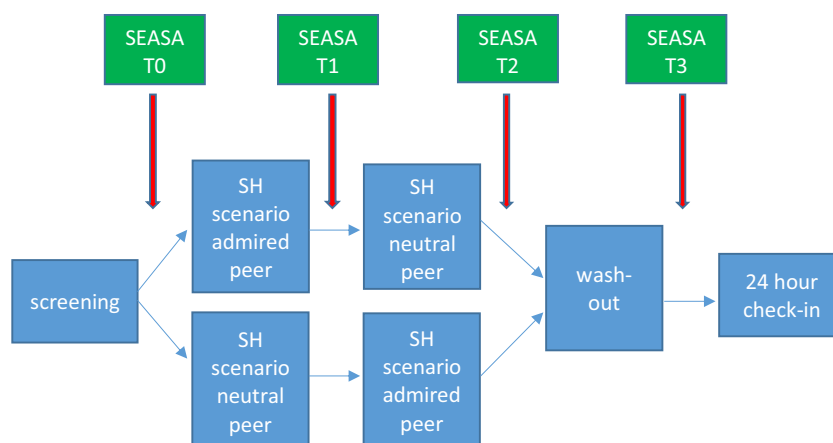 SEASA
T0
SEASA
T1
SEASA
T2
SEASA
T3
SH
scenario
admired
peer
SH
scenario
neutral
peer
screening
wash-
out
24 hour
check-in
SH
scenario
neutral
peer
SH
scenario
admired
peer